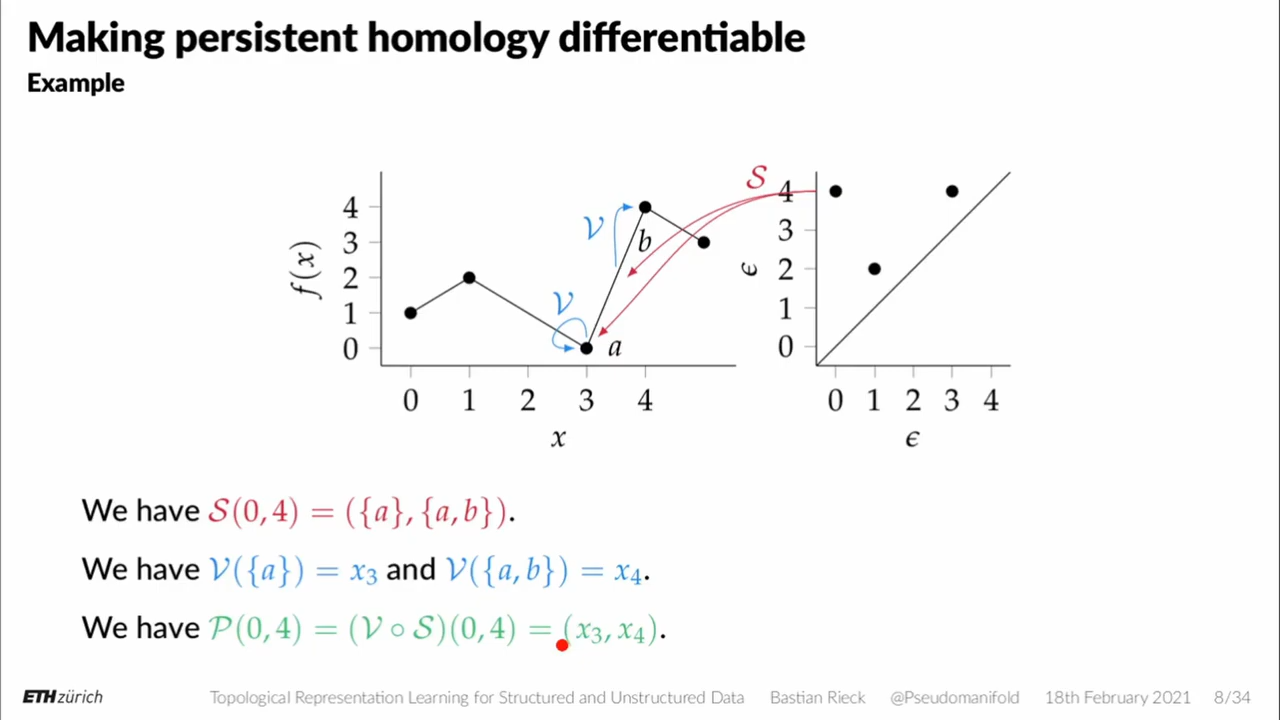 Making persistent homology differentiable
Example
f(x)
4
3
2
1
0
0 1 2 3 4
x
𝒱
𝒱
a
b
𝒮
ϵ
4
3
2
1
0
0 1 2 3 4
ϵ
We have 𝒮(0, 4) = ({a}, {a, b}).
We have 𝒱({a}) = x₃ and 𝒱({a, b}) = x₄.
We have 𝒫(0, 4) = (𝒱 ∘ 𝒮)(0, 4) = (x₃, x₄).
ETH zürich Topological Representation Learning for Structured and Unstructured Data Bastian Rieck @Pseudomanifold 18th February 2021 8/34